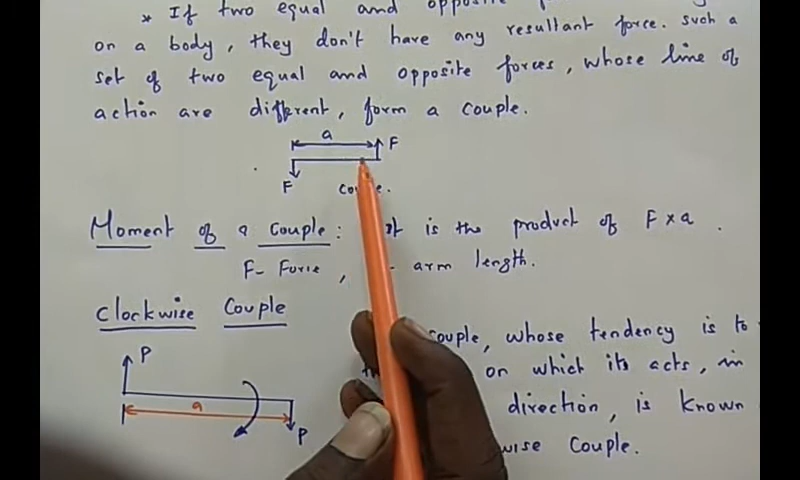 * If two equal and opposite
on a body, they don't have any resultant force. such a
set of two equal and opposite forces, whose line of
action are different, form a couple.
a
F
F
Moment of a Couple: It is the product of F x a.
F- Force, arm length.
Clockwise Couple
couple, whose tendency is to
P
on which its acts, in
a
direction, is known
P
Couple.